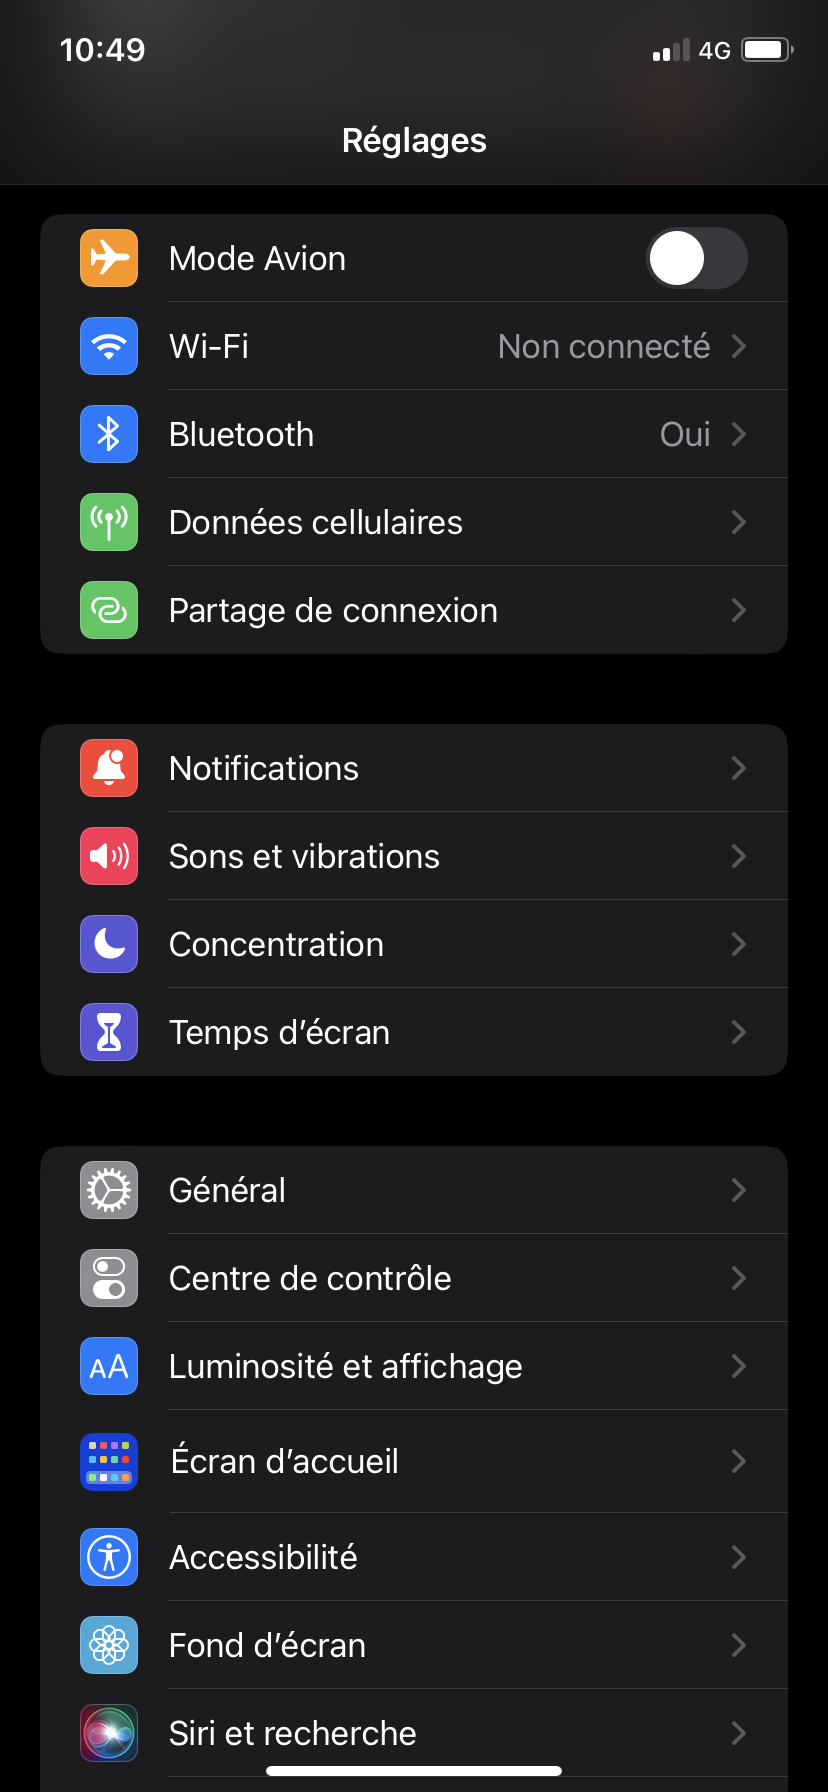 10:49
4G
Réglages
Mode Avion
Wi-Fi Non connecté
Bluetooth Oui
Données cellulaires
Partage de connexion
Notifications
Sons et vibrations
Concentration
Temps d’écran
Général
Centre de contrôle
AA Luminosité et affichage
Écran d’accueil
Accessibilité
Fond d’écran
Siri et recherche